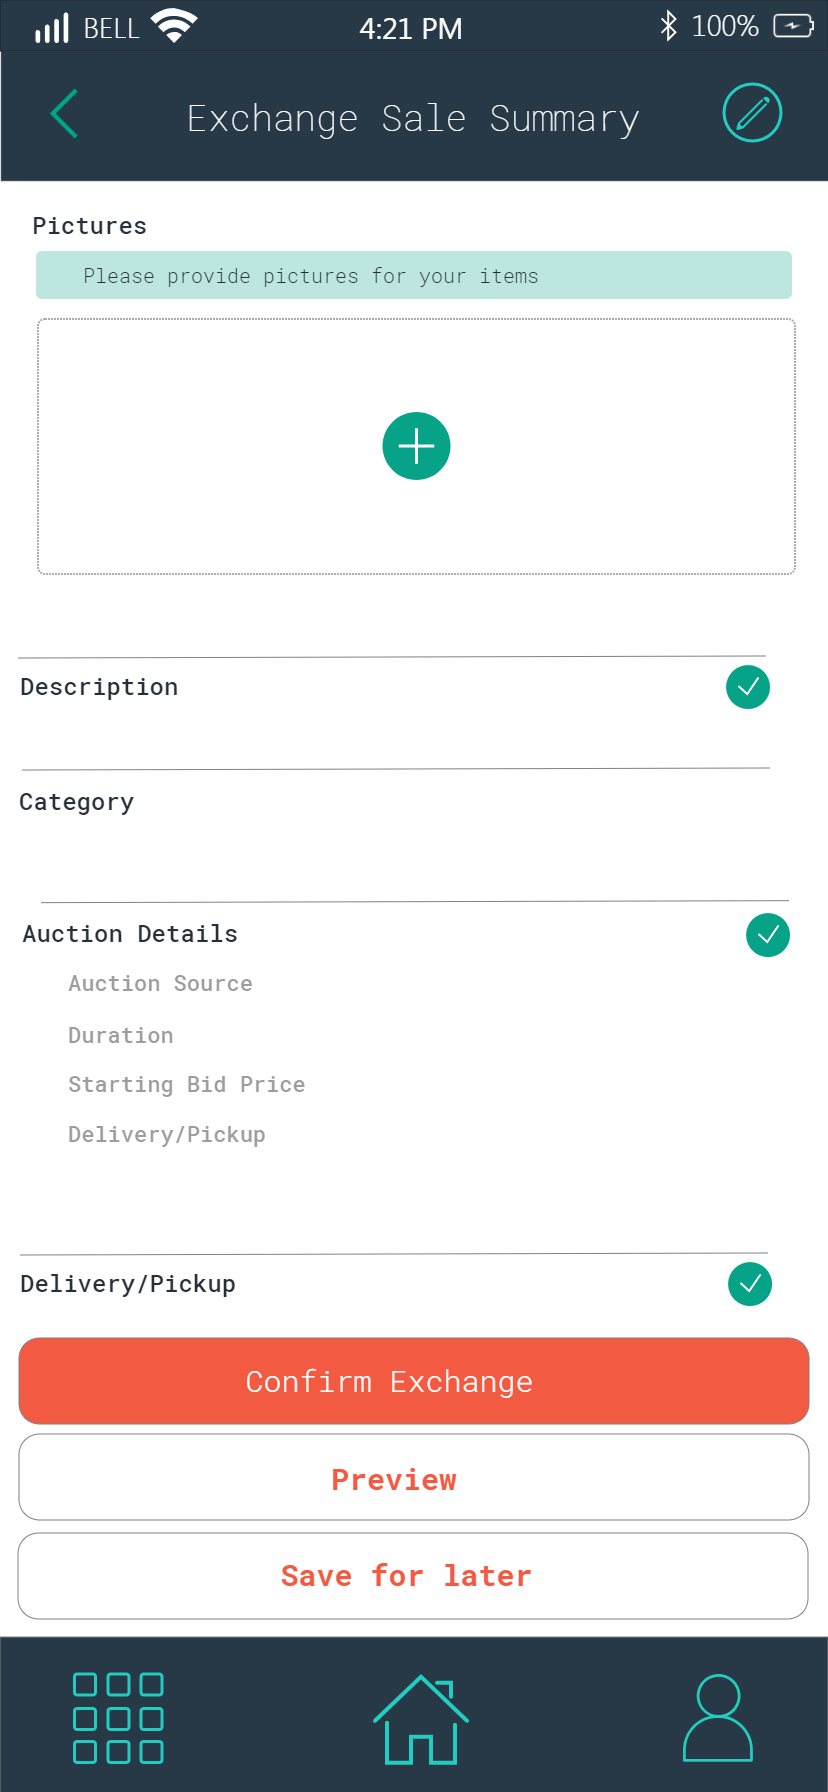 BELL 4:21 PM 100%
Exchange Sale Summary
Pictures
Please provide pictures for your items
Description
Category
Auction Details
Auction Source
Duration
Starting Bid Price
Delivery/Pickup
Delivery/Pickup
Confirm Exchange
Preview
Save for later